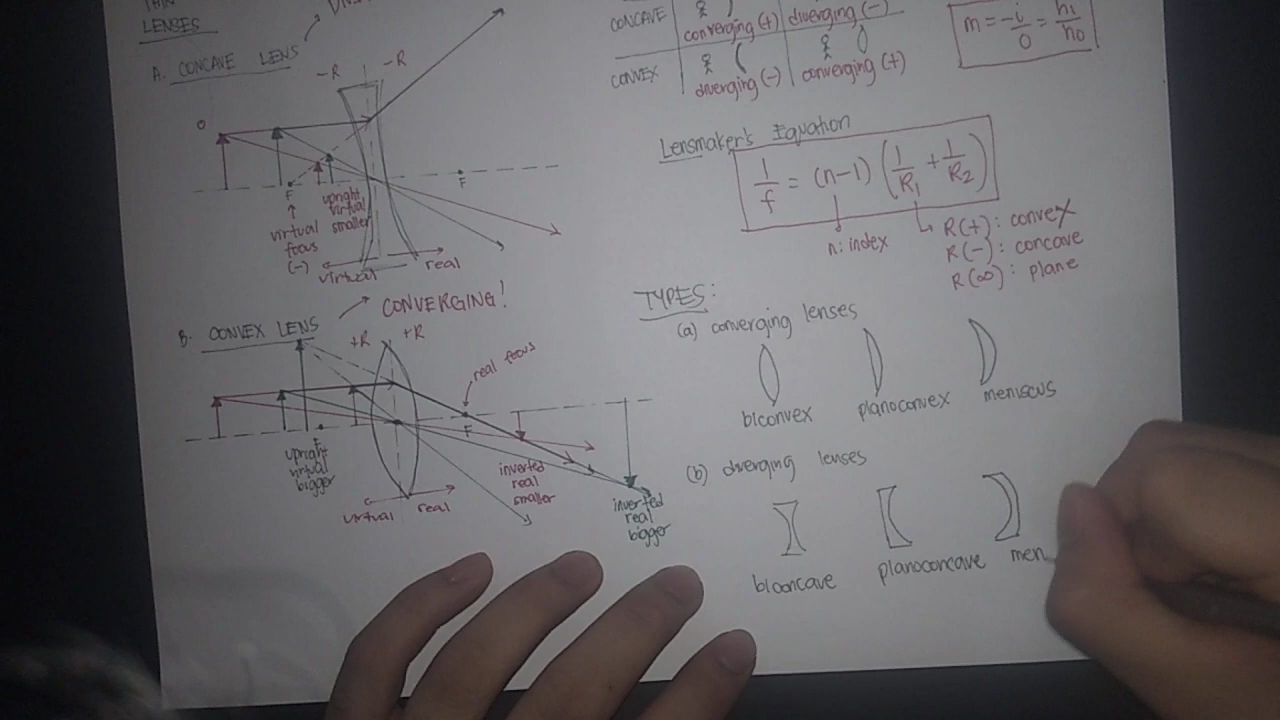 THIN
LENSES
A. CONCAVE LENS
-R
-R
O
F
F
upright
virtual
smaller
virtual
focus
(-)
virtual
real
CONVERGING!
B. CONVEX LENS
+R
+R
real focus
F
F
upright
virtual
bigger
inverted
real
smaller
inverted
real
bigger
virtual
real
CONCAVE
converging (+)
diverging (-)
CONVEX
diverging (-)
converging (+)
m = -i/o = hi/ho
Lensmaker's Equation
1/f = (n-1) (1/R₁ + 1/R₂)
n: index
R(+): convex
R(-): concave
R(∞): plane
TYPES:
(a) converging lenses
biconvex
planoconvex
meniscus
(b) diverging lenses
biconcave
planoconcave
men